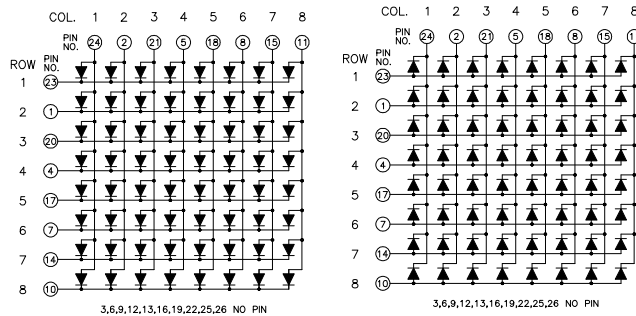 COL. 1 2 3 4 5 6 7 8
PIN NO. 24 2 21 5 18 8 15 11
ROW PIN NO.
1 23
2 1
3 20
4 4
5 17
6 7
7 14
8 10
3,6,9,12,13,16,19,22,25,26 NO PIN
COL. 1 2 3 4 5 6 7 8
PIN NO. 24 2 21 5 18 8 15
ROW PIN NO.
1 23
2 1
3 20
4 4
5 17
6 7
7 14
8 10
3,6,9,12,13,16,19,22,25,26 NO PIN